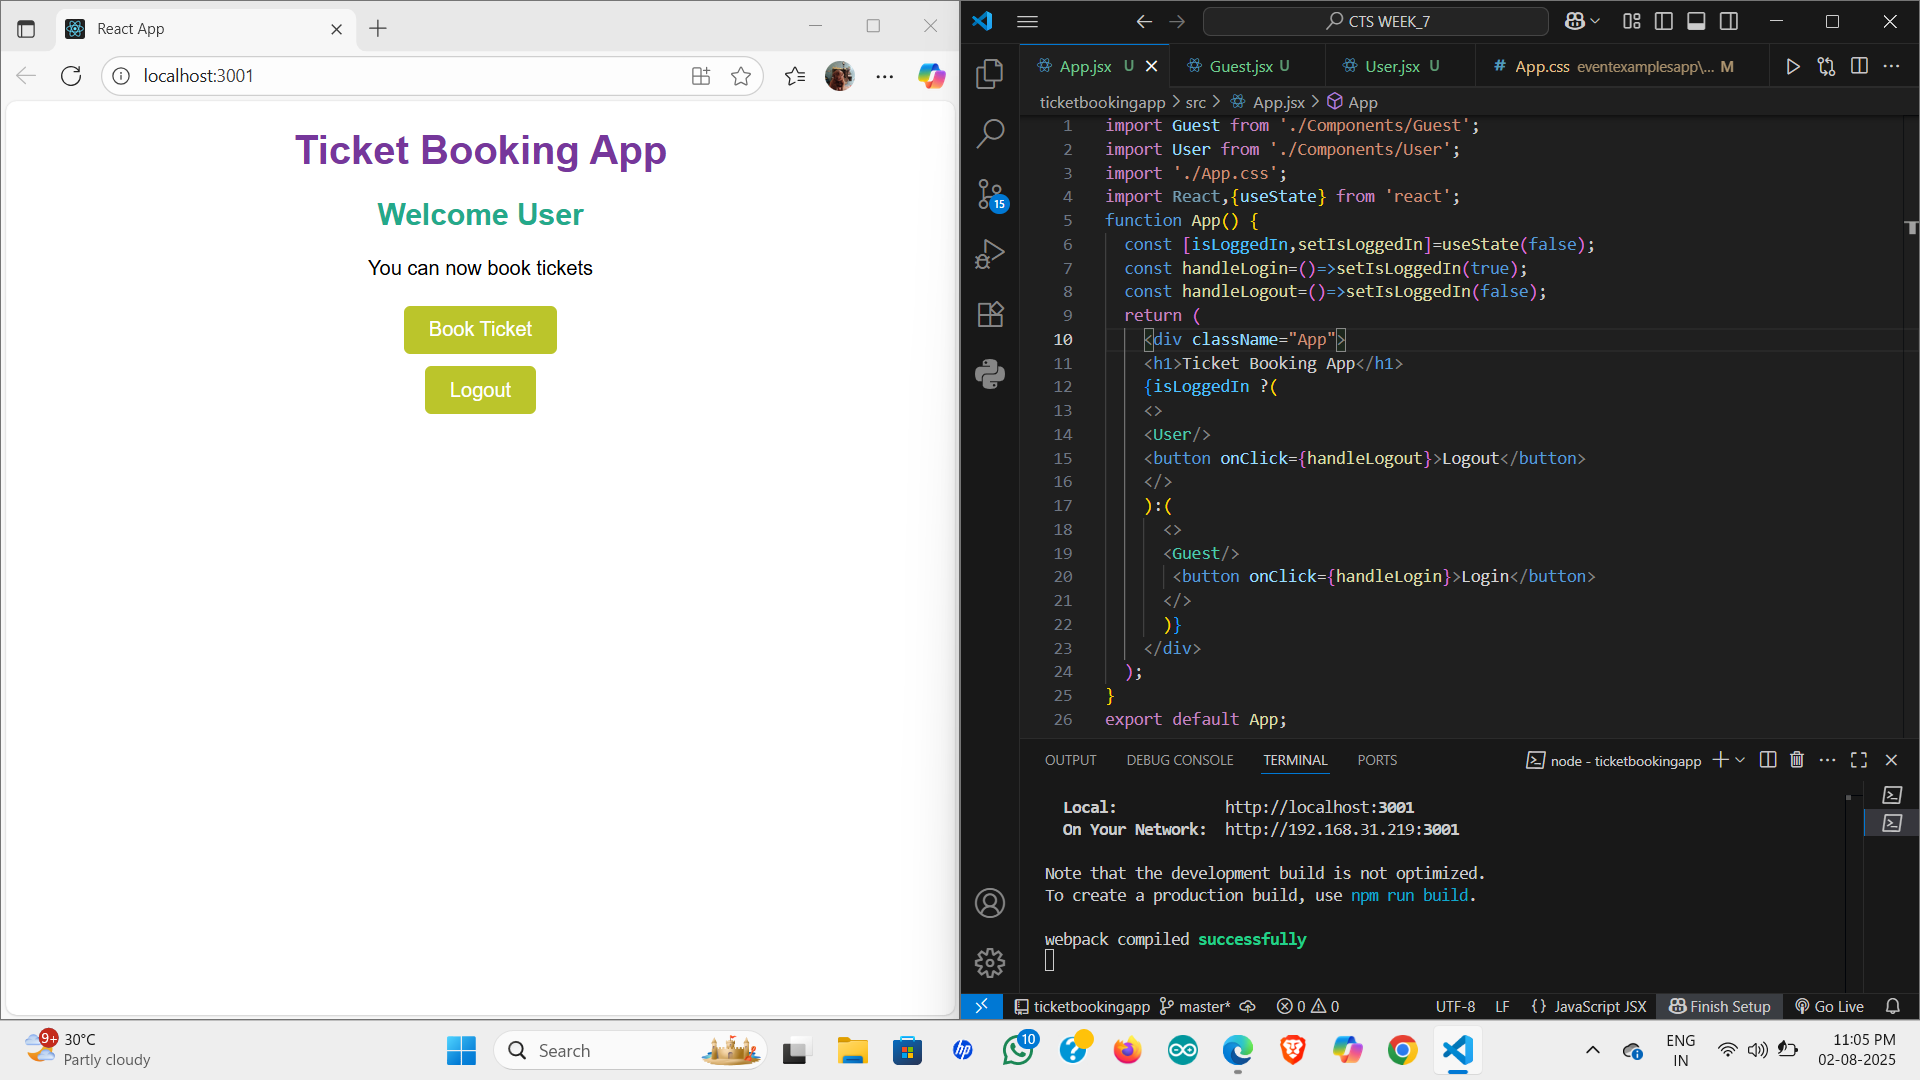 React App
localhost:3001
Ticket Booking App
Welcome User
You can now book tickets
Book Ticket
Logout
CTS WEEK_7
App.jsx U
Guest.jsx U
User.jsx U
# App.css eventexamplesapp\... M
ticketbookingapp > src > App.jsx > App
1 import Guest from './Components/Guest';
2 import User from './Components/User';
3 import './App.css';
4 import React,{useState} from 'react';
5 function App() {
6 const [isLoggedIn,setIsLoggedIn]=useState(false);
7 const handleLogin=()=>setIsLoggedIn(true);
8 const handleLogout=()=>setIsLoggedIn(false);
9 return (
10 <div className="App">
11 <h1>Ticket Booking App</h1>
12 {isLoggedIn ?(
13 <>
14 <User/>
15 <button onClick={handleLogout}>Logout</button>
16 </>
17 ):(
18 <>
19 <Guest/>
20 <button onClick={handleLogin}>Login</button>
21 </>
22 )}
23 </div>
24 );
25 }
26 export default App;
15
OUTPUT DEBUG CONSOLE TERMINAL PORTS
node - ticketbookingapp
Local: http://localhost:3001
On Your Network: http://192.168.31.219:3001
Note that the development build is not optimized.
To create a production build, use npm run build.
webpack compiled successfully
ticketbookingapp master* 0 0 UTF-8 LF {} JavaScript JSX Finish Setup Go Live
9+
30°C
Partly cloudy
Search
hp
10
ENG
IN
11:05 PM
02-08-2025